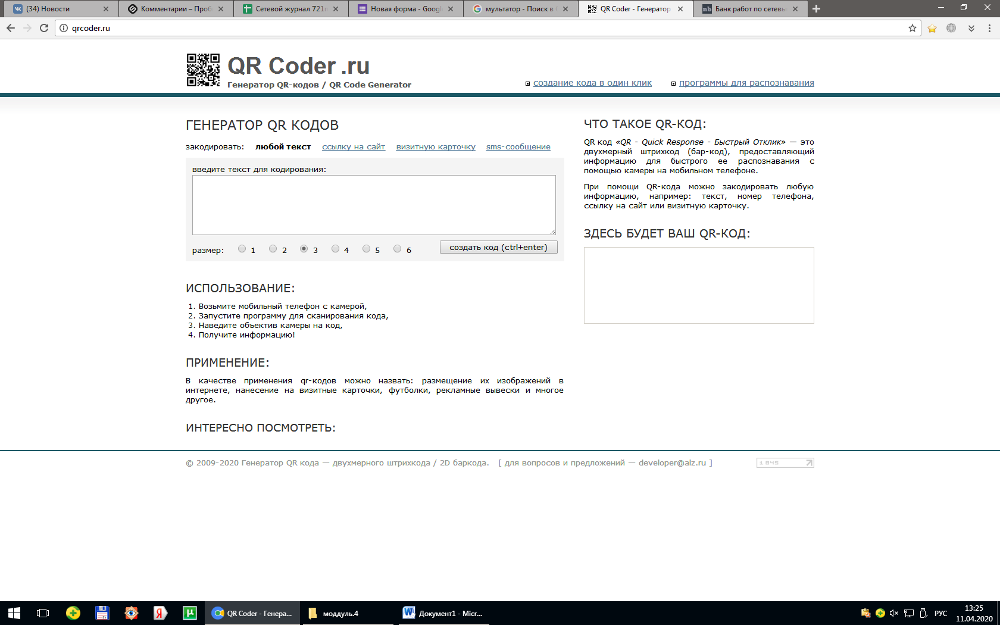 (34) Новости
Комментарии – Проб
Сетевой журнал 721
Новая форма - Googl
мультатор - Поиск в
QR Coder - Генератор
nb Банк работ по сетевы
qrcoder.ru
QR Coder .ru
Генератор QR-кодов / QR Code Generator
создание кода в один клик
программы для распознавания
ГЕНЕРАТОР QR КОДОВ
закодировать: любой текст ссылку на сайт визитную карточку sms-сообщение
введите текст для кодирования:
размер: 1 2 3 4 5 6 создать код (ctrl+enter)
ИСПОЛЬЗОВАНИЕ:
1. Возьмите мобильный телефон с камерой,
2. Запустите программу для сканирования кода,
3. Наведите объектив камеры на код,
4. Получите информацию!
ПРИМЕНЕНИЕ:
В качестве применения qr-кодов можно назвать: размещение их изображений в
интернете, нанесение на визитные карточки, футболки, рекламные вывески и многое
другое.
ИНТЕРЕСНО ПОСМОТРЕТЬ:
ЧТО ТАКОЕ QR-КОД:
QR код «QR - Quick Response - Быстрый Отклик» — это
двухмерный штрихкод (бар-код), предоставляющий
информацию для быстрого ее распознавания с
помощью камеры на мобильном телефоне.
При помощи QR-кода можно закодировать любую
информацию, например: текст, номер телефона,
ссылку на сайт или визитную карточку.
ЗДЕСЬ БУДЕТ ВАШ QR-КОД:
© 2009-2020 Генератор QR кода — двухмерного штрихкода / 2D баркода. [ для вопросов и предложений — developer@alz.ru ]
1845
QR Coder - Генера...
моддуль.4
Документ1 - Micr...
РУС
13:25
11.04.2020